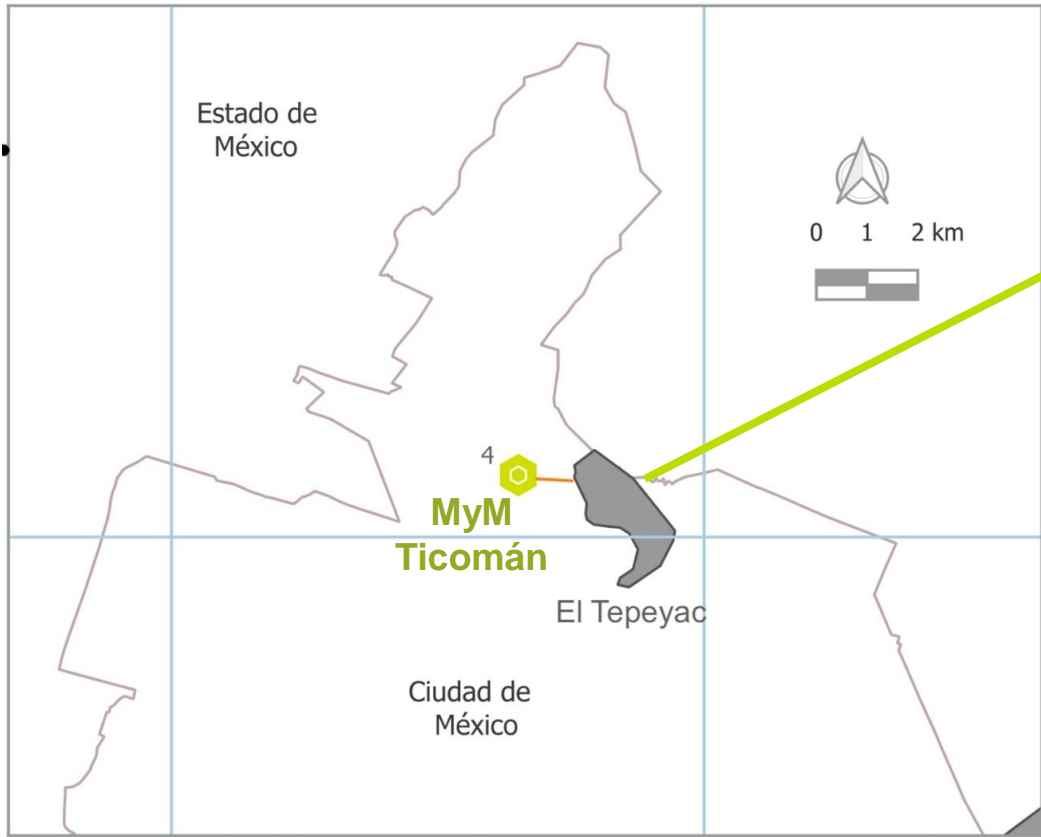 Estado de
México
0 1 2 km
4
MyM
Ticomán
El Tepeyac
Ciudad de
México